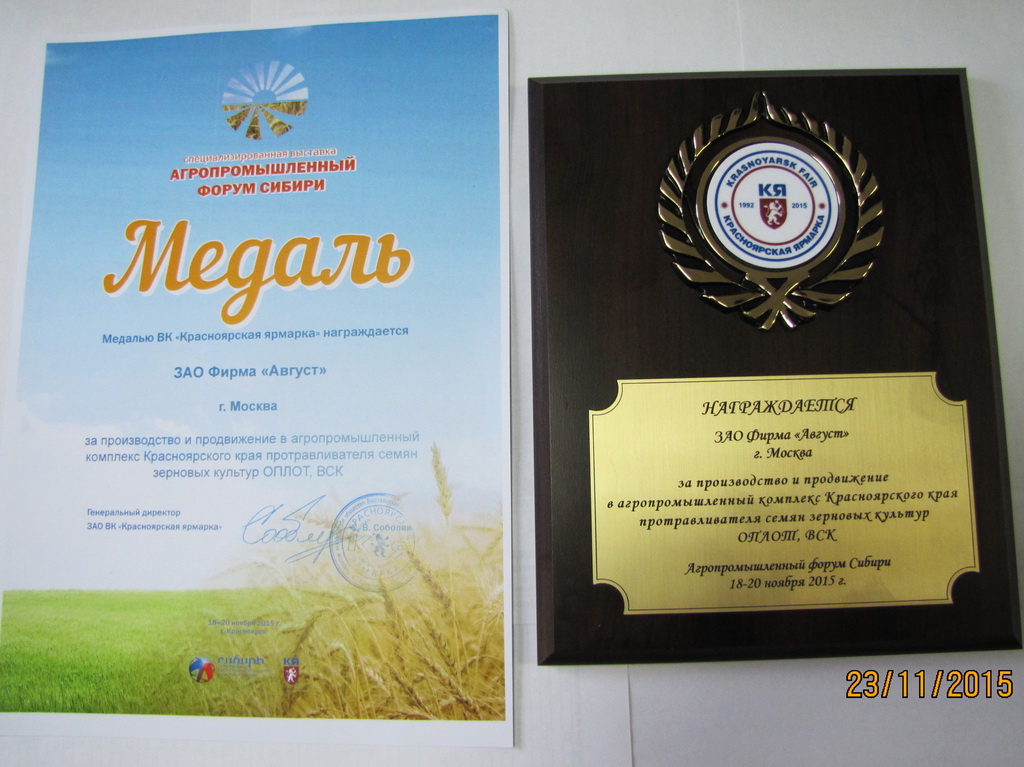 специализированная выставка
АГРОПРОМЫШЛЕННЫЙ
ФОРУМ СИБИРИ
Медаль
Медалью ВК «Красноярская ярмарка» награждается
ЗАО Фирма «Август»
г. Москва
за производство и продвижение в агропромышленный
комплекс Красноярского края протравливателя семян
зерновых культур ОПЛОТ, ВСК
Генеральный директор
ЗАО ВК «Красноярская ярмарка»
В. Соболев
18–20 ноября 2015 г.
г. Красноярск
сибирь
КЯ
KRASNOYARSK FAIR
КЯ
1992 2015
КРАСНОЯРСКАЯ ЯРМАРКА
НАГРАЖДАЕТСЯ
ЗАО Фирма «Август»
г. Москва
за производство и продвижение
в агропромышленный комплекс Красноярского края
протравливателя семян зерновых культур
ОПЛОТ, ВСК
Агропромышленный форум Сибири
18-20 ноября 2015 г.
23/11/2015